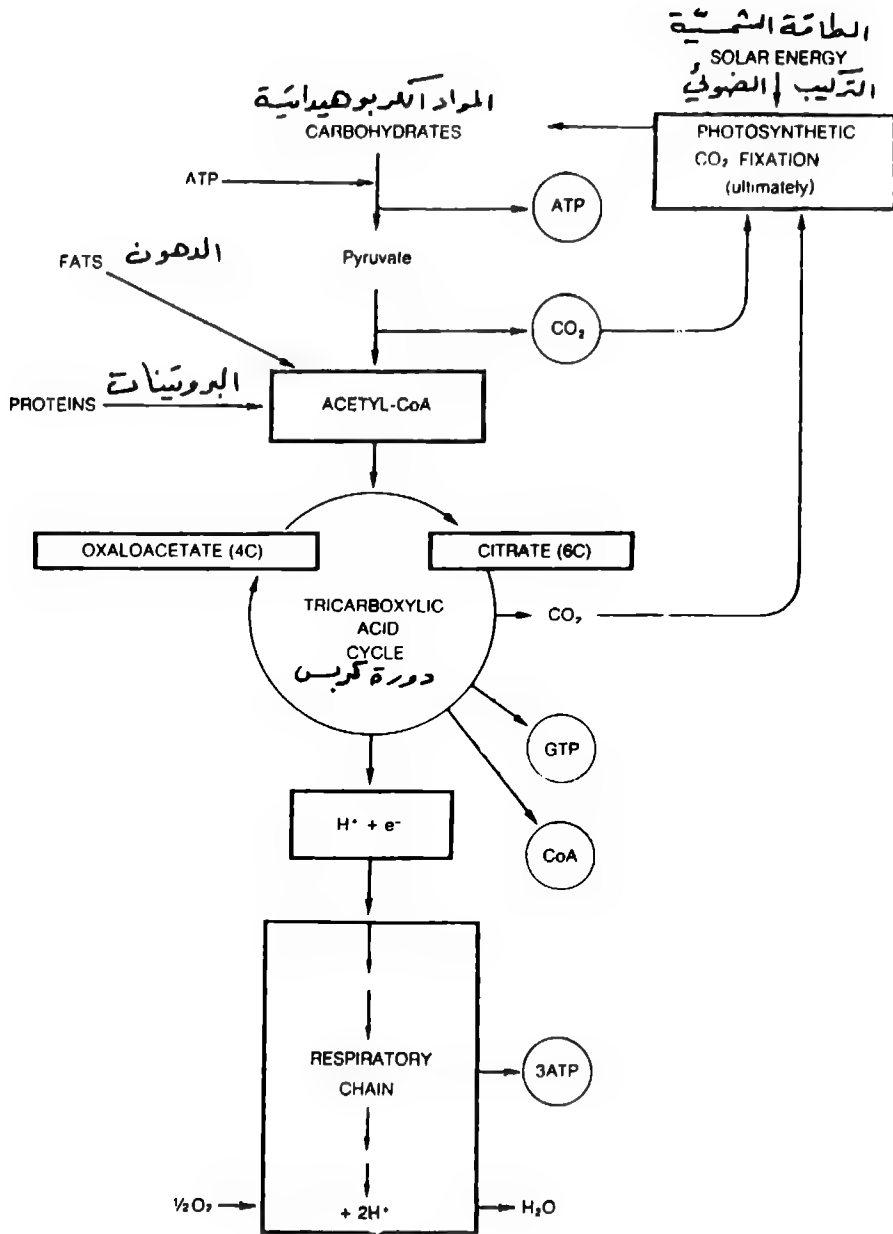 الطاقة الشمسيّة
SOLAR ENERGY
التركيب الضوئي
PHOTOSYNTHETIC
CO₂ FIXATION
(ultimately)
المواد الكربوهيدراتية
CARBOHYDRATES
ATP
ATP
FATS
الدهون
Pyruvate
CO₂
PROTEINS
البروتينات
ACETYL-CoA
OXALOACETATE (4C)
CITRATE (6C)
TRICARBOXYLIC
ACID
CYCLE
دورة كربس
CO₂
GTP
H⁺ + e⁻
CoA
RESPIRATORY
CHAIN
3ATP
½O₂
+ 2H⁺
H₂O